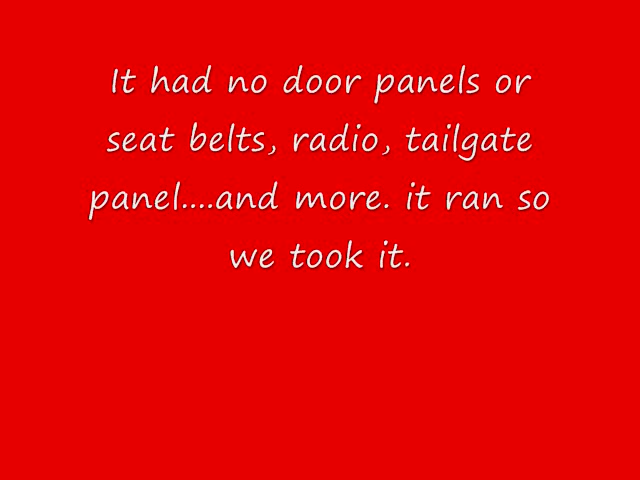 It had no door panels or
seat belts, radio, tailgate
panel....and more. it ran so
we took it.